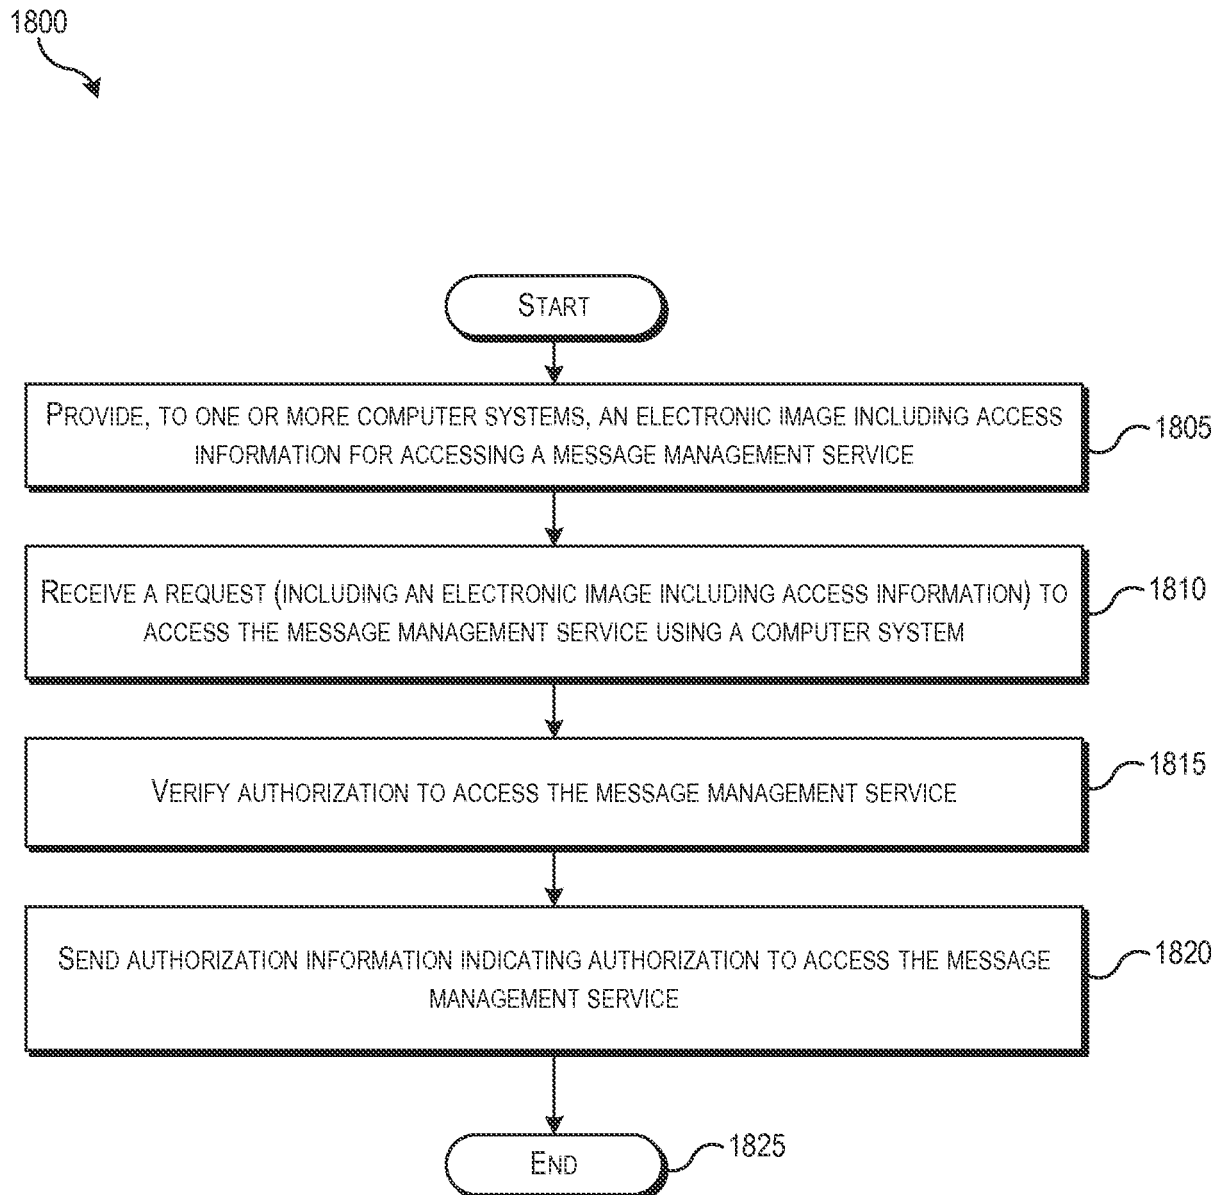 1800
START
PROVIDE, TO ONE OR MORE COMPUTER SYSTEMS, AN ELECTRONIC IMAGE INCLUDING ACCESS
INFORMATION FOR ACCESSING A MESSAGE MANAGEMENT SERVICE
1805
RECEIVE A REQUEST (INCLUDING AN ELECTRONIC IMAGE INCLUDING ACCESS INFORMATION) TO
ACCESS THE MESSAGE MANAGEMENT SERVICE USING A COMPUTER SYSTEM
1810
VERIFY AUTHORIZATION TO ACCESS THE MESSAGE MANAGEMENT SERVICE
1815
SEND AUTHORIZATION INFORMATION INDICATING AUTHORIZATION TO ACCESS THE MESSAGE
MANAGEMENT SERVICE
1820
END
1825